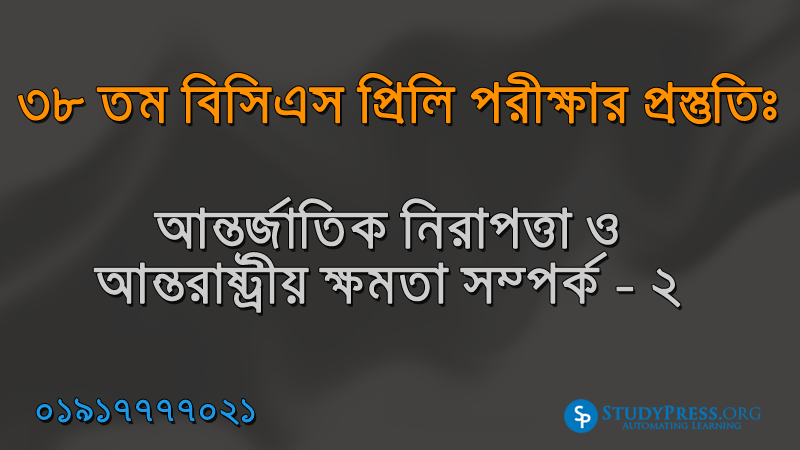 ৩৮ তম বিসিএস প্রিলি পরীক্ষার প্রস্তুতিঃ
আন্তর্জাতিক নিরাপত্তা ও
আন্তরাষ্ট্রীয় ক্ষমতা সম্পর্ক - ২
০১৯১৭৭৭৭০২১
SP STUDYPRESS.ORG
AUTOMATING LEARNING